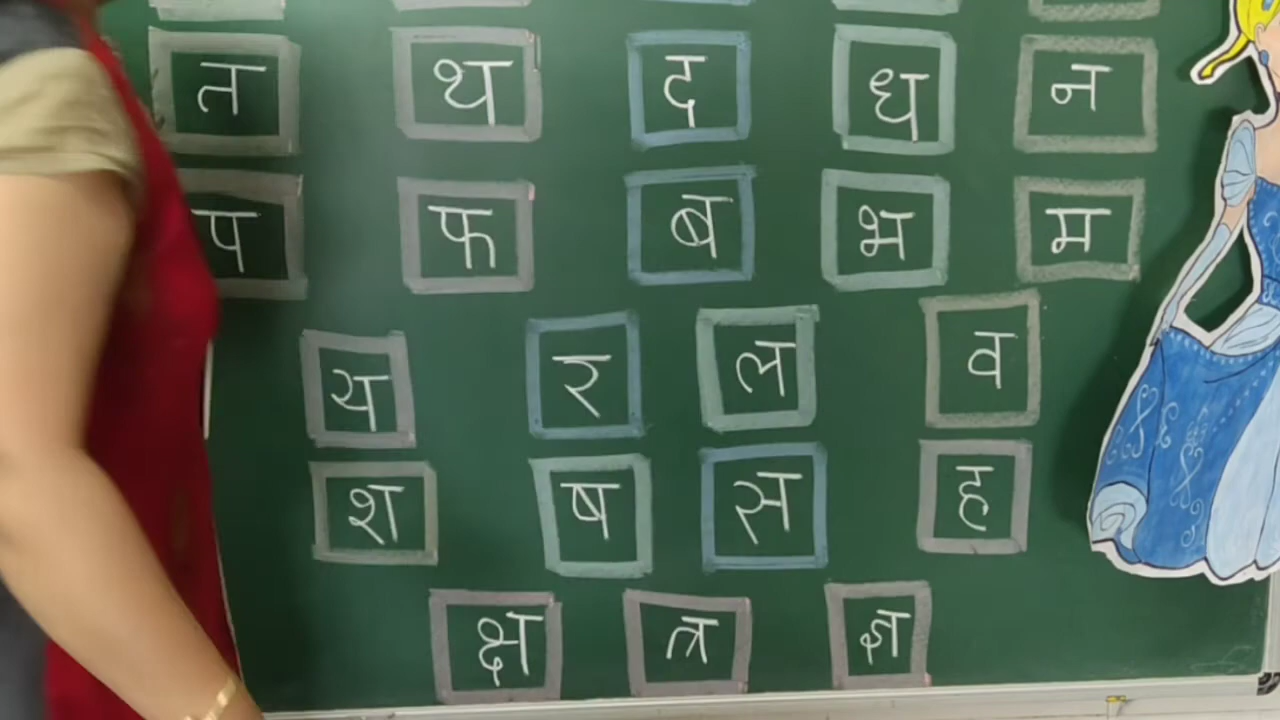 त थ द ध न
प फ ब भ म
य र ल व
श ष स ह
क्ष त्र ज्ञ